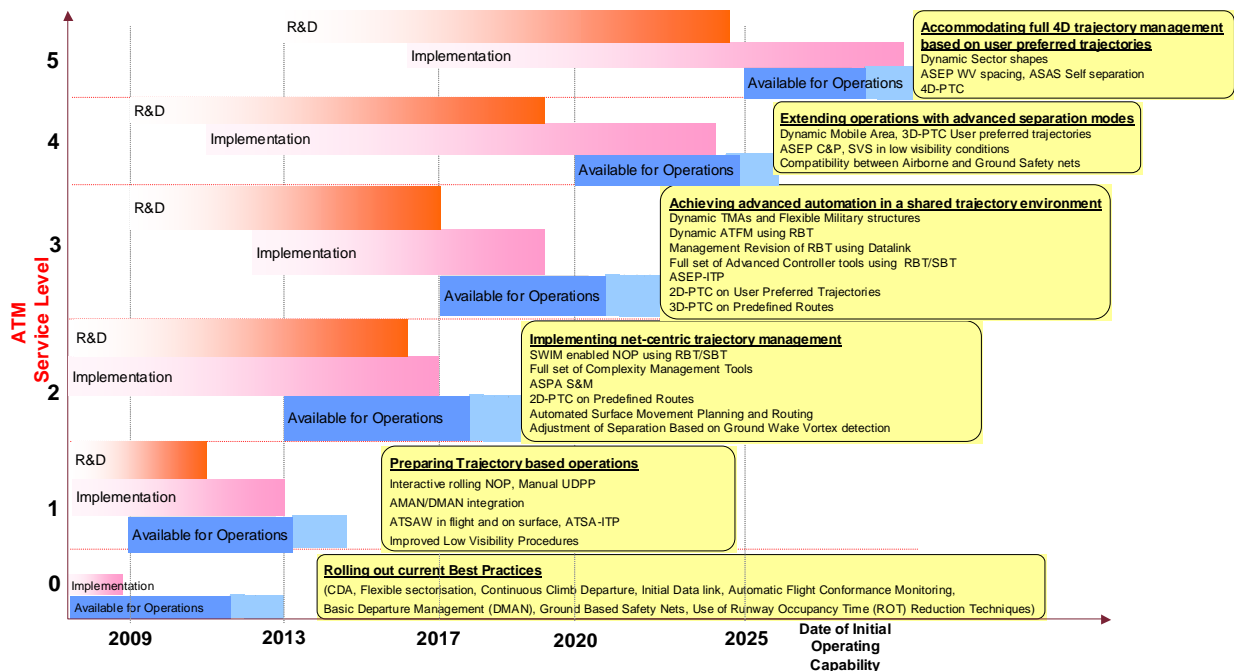 R&D
Implementation
5
Available for Operations
Accommodating full 4D trajectory management
based on user preferred trajectories
Dynamic Sector shapes
ASEP WV spacing, ASAS Self separation
4D-PTC
R&D
Implementation
4
Available for Operations
Extending operations with advanced separation modes
Dynamic Mobile Area, 3D-PTC User preferred trajectories
ASEP C&P, SVS in low visibility conditions
Compatibility between Airborne and Ground Safety nets
R&D
Implementation
3
Available for Operations
Achieving advanced automation in a shared trajectory environment
Dynamic TMAs and Flexible Military structures
Dynamic ATFM using RBT
Management Revision of RBT using Datalink
Full set of Advanced Controller tools using RBT/SBT
ASEP-ITP
2D-PTC on User Preferred Trajectories
3D-PTC on Predefined Routes
ATM
Service Level
R&D
Implementation
2
Available for Operations
Implementing net-centric trajectory management
SWIM enabled NOP using RBT/SBT
Full set of Complexity Management Tools
ASPA S&M
2D-PTC on Predefined Routes
Automated Surface Movement Planning and Routing
Adjustment of Separation Based on Ground Wake Vortex detection
R&D
Implementation
1
Available for Operations
Preparing Trajectory based operations
Interactive rolling NOP, Manual UDPP
AMAN/DMAN integration
ATSAW in flight and on surface, ATSA-ITP
Improved Low Visibility Procedures
0
Implementation
Available for Operations
Rolling out current Best Practices
(CDA, Flexible sectorisation, Continuous Climb Departure, Initial Data link, Automatic Flight Conformance Monitoring,
Basic Departure Management (DMAN), Ground Based Safety Nets, Use of Runway Occupancy Time (ROT) Reduction Techniques)
2009 2013 2017 2020 2025
Date of Initial
Operating
Capability